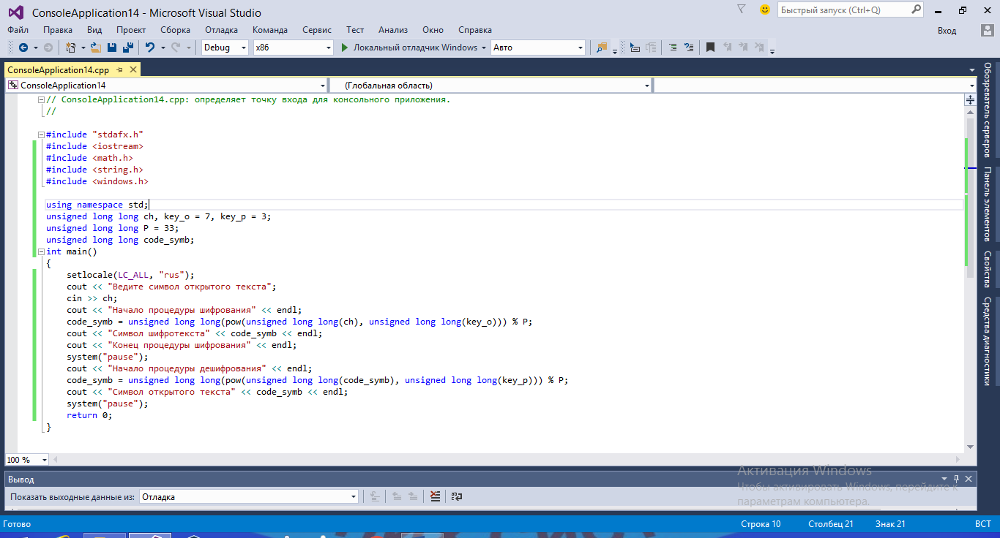 ConsoleApplication14 - Microsoft Visual Studio
Быстрый запуск (Ctrl+Q)
Файл Правка Вид Проект Сборка Отладка Команда Сервис Тест Анализ Окно Справка Вход
Debug x86 Локальный отладчик Windows Авто
ConsoleApplication14.cpp
ConsoleApplication14 (Глобальная область)
// ConsoleApplication14.cpp: определяет точку входа для консольного приложения.
//
#include "stdafx.h"
#include <iostream>
#include <math.h>
#include <string.h>
#include <windows.h>
using namespace std;
unsigned long long ch, key_o = 7, key_p = 3;
unsigned long long P = 33;
unsigned long long code_symb;
int main()
{
setlocale(LC_ALL, "rus");
cout << "Ведите символ открытого текста";
cin >> ch;
cout << "Начало процедуры шифрования" << endl;
code_symb = unsigned long long(pow(unsigned long long(ch), unsigned long long(key_o))) % P;
cout << "Символ шифротекста" << code_symb << endl;
cout << "Конец процедуры шифрования" << endl;
system("pause");
cout << "Начало процедуры дешифрования" << endl;
code_symb = unsigned long long(pow(unsigned long long(code_symb), unsigned long long(key_p))) % P;
cout << "Символ открытого текста" << code_symb << endl;
system("pause");
return 0;
}
100 %
Обозреватель серверов
Панель элементов
Свойства
Средства диагностики
Активация Windows
Чтобы активировать Windows, перейдите к
параметрам компьютера.
Вывод
Показать выходные данные из: Отладка
Готово Строка 10 Столбец 21 Знак 21 ВСТ